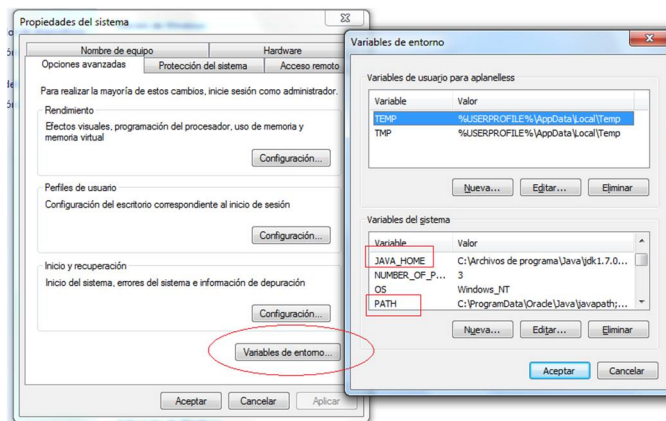 Propiedades del sistema
Nombre de equipo
Hardware
Opciones avanzadas
Protección del sistema
Acceso remoto
Para realizar la mayoría de estos cambios, inicie sesión como administrador.
Rendimiento
Efectos visuales, programación del procesador, uso de memoria y
memoria virtual
Configuración...
Perfiles de usuario
Configuración del escritorio correspondiente al inicio de sesión
Configuración...
Inicio y recuperación
Inicio del sistema, errores del sistema e información de depuración
Configuración...
Variables de entorno...
Aceptar
Cancelar
Aplicar
Variables de entorno
Variables de usuario para aplanelless
Variable Valor
TEMP %USERPROFILE%\AppData\Local\Temp
TMP %USERPROFILE%\AppData\Local\Temp
Nueva...
Editar...
Eliminar
Variables del sistema
Variable Valor
JAVA_HOME C:\Archivos de programa\Java\jdk1.7.0...
NUMBER_OF_P... 3
OS Windows_NT
PATH C:\ProgramData\Oracle\Java\javapath;...
Nueva...
Editar...
Eliminar
Aceptar
Cancelar